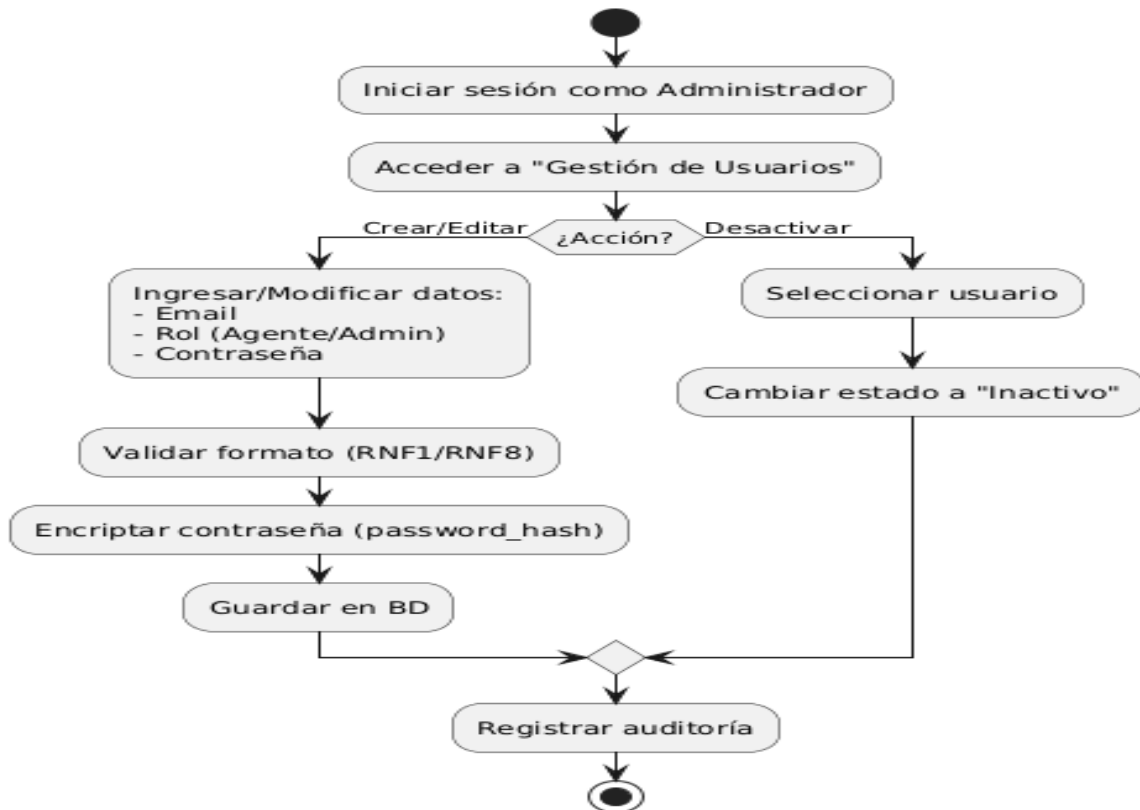 Iniciar sesión como Administrador
Acceder a "Gestión de Usuarios"
Crear/Editar
¿Acción?
Desactivar
Ingresar/Modificar datos:
- Email
- Rol (Agente/Admin)
- Contraseña
Seleccionar usuario
Cambiar estado a "Inactivo"
Validar formato (RNF1/RNF8)
Encriptar contraseña (password_hash)
Guardar en BD
Registrar auditoría